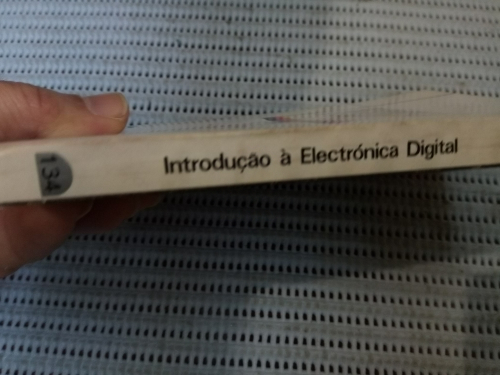 134
Introdução à Electrónica Digital